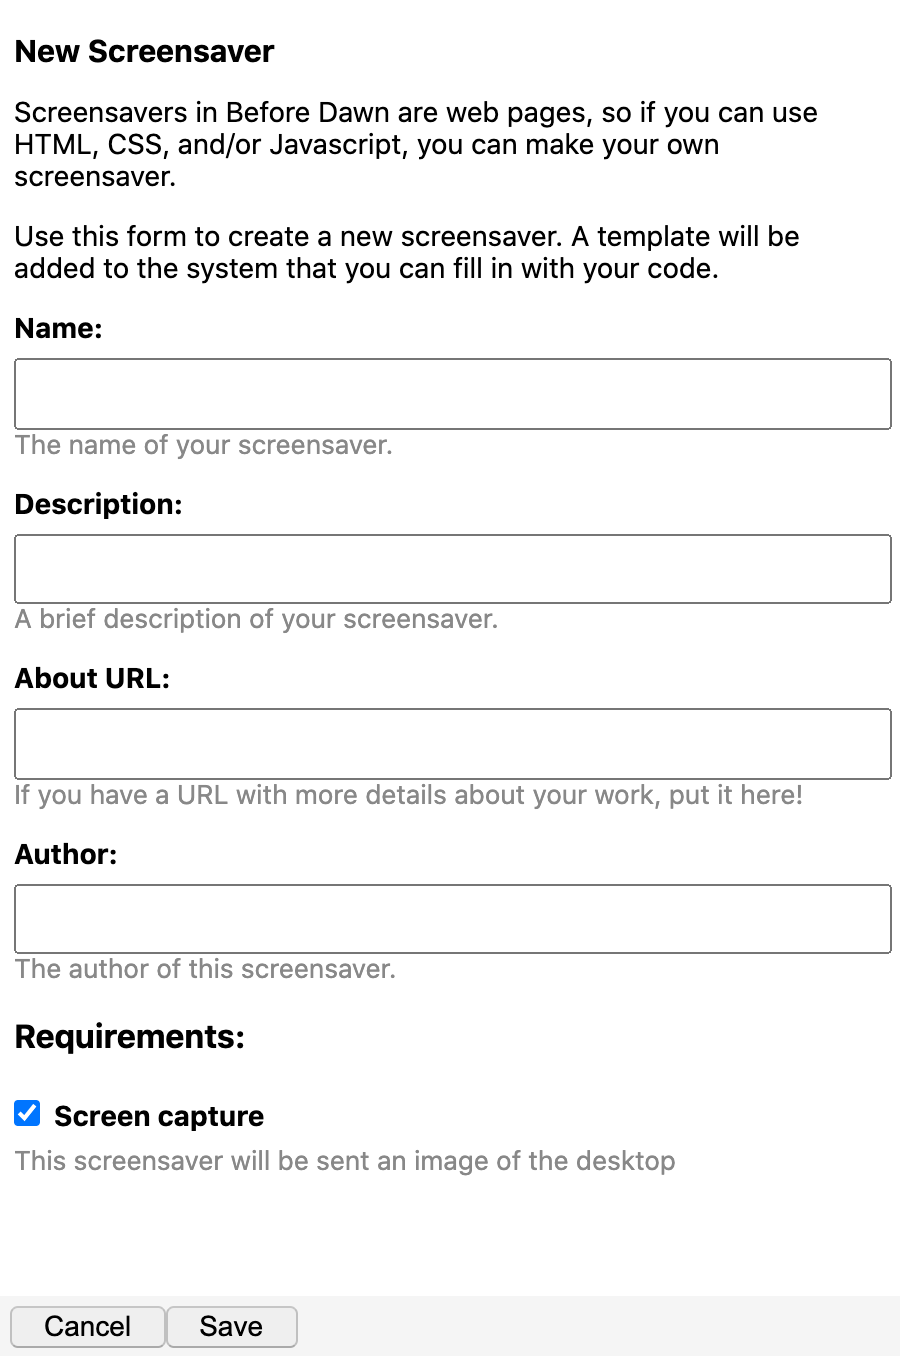 New Screensaver
Screensavers in Before Dawn are web pages, so if you can use
HTML, CSS, and/or Javascript, you can make your own
screensaver.
Use this form to create a new screensaver. A template will be
added to the system that you can fill in with your code.
Name:
The name of your screensaver.
Description:
A brief description of your screensaver.
About URL:
If you have a URL with more details about your work, put it here!
Author:
The author of this screensaver.
Requirements:
Screen capture
This screensaver will be sent an image of the desktop
Cancel Save